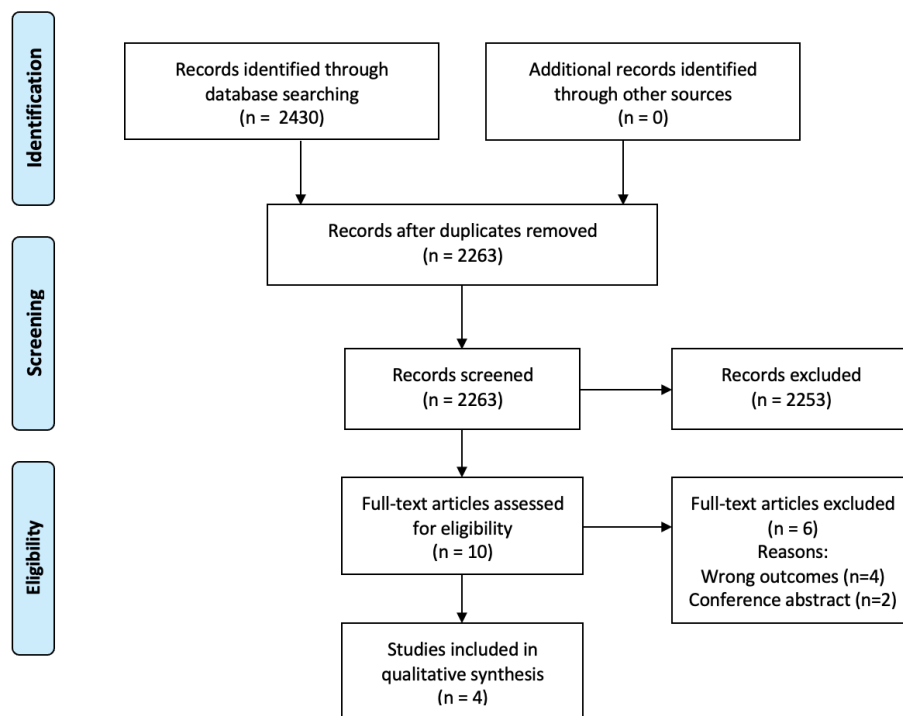 Identification
Records identified through
database searching
(n = 2430)
Additional records identified
through other sources
(n = 0)
Records after duplicates removed
(n = 2263)
Screening
Records screened
(n = 2263)
Records excluded
(n = 2253)
Eligibility
Full-text articles assessed
for eligibility
(n = 10)
Full-text articles excluded
(n = 6)
Reasons:
Wrong outcomes (n=4)
Conference abstract (n=2)
Studies included in
qualitative synthesis
(n = 4)